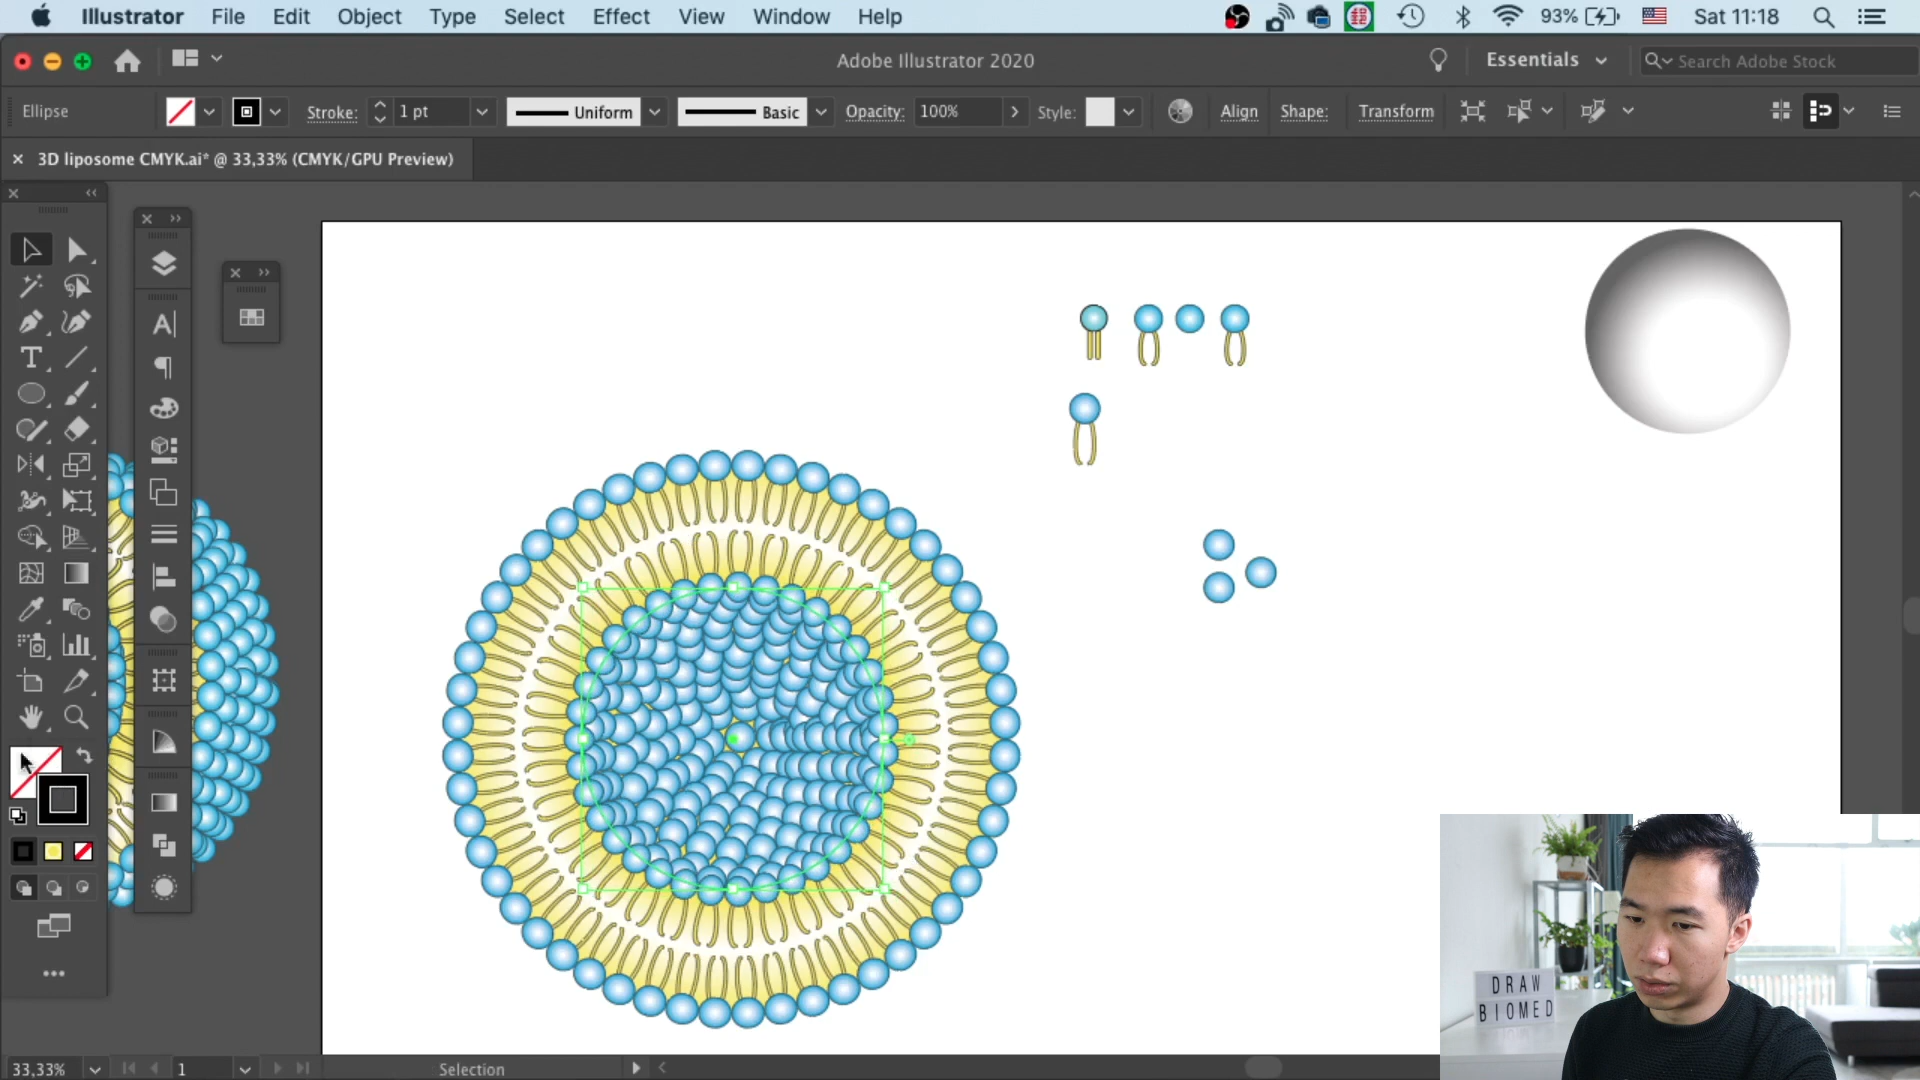 Illustrator File Edit Object Type Select Effect View Window Help 93% Sat 11:18
Adobe Illustrator 2020 Essentials Search Adobe Stock
Ellipse Stroke: 1 pt Uniform Basic Opacity: 100% Style: Align Shape: Transform
3D liposome CMYK.ai* @ 33,33% (CMYK/GPU Preview)
DRAW
BIOMED
33,33% 1 Selection